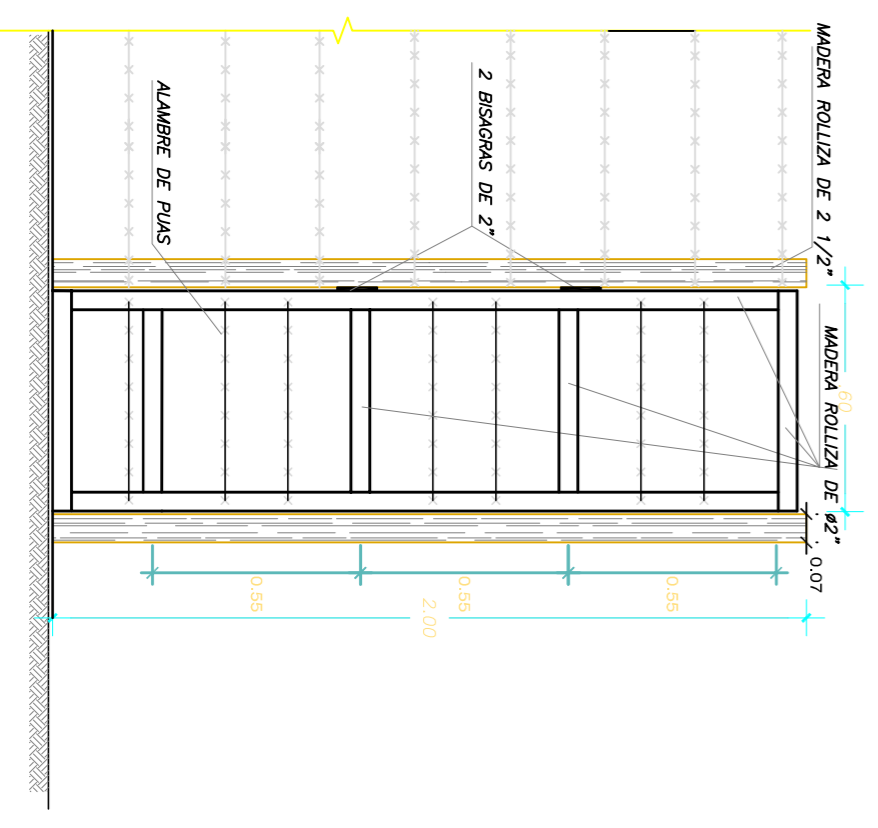 MADERA ROLLIZA DE 2 1/2"
2 BISAGRAS DE 2"
ALAMBRE DE PUAS
MADERA ROLLIZA DE ø2"
.60
0.07
0.55
0.55
0.55
2.00